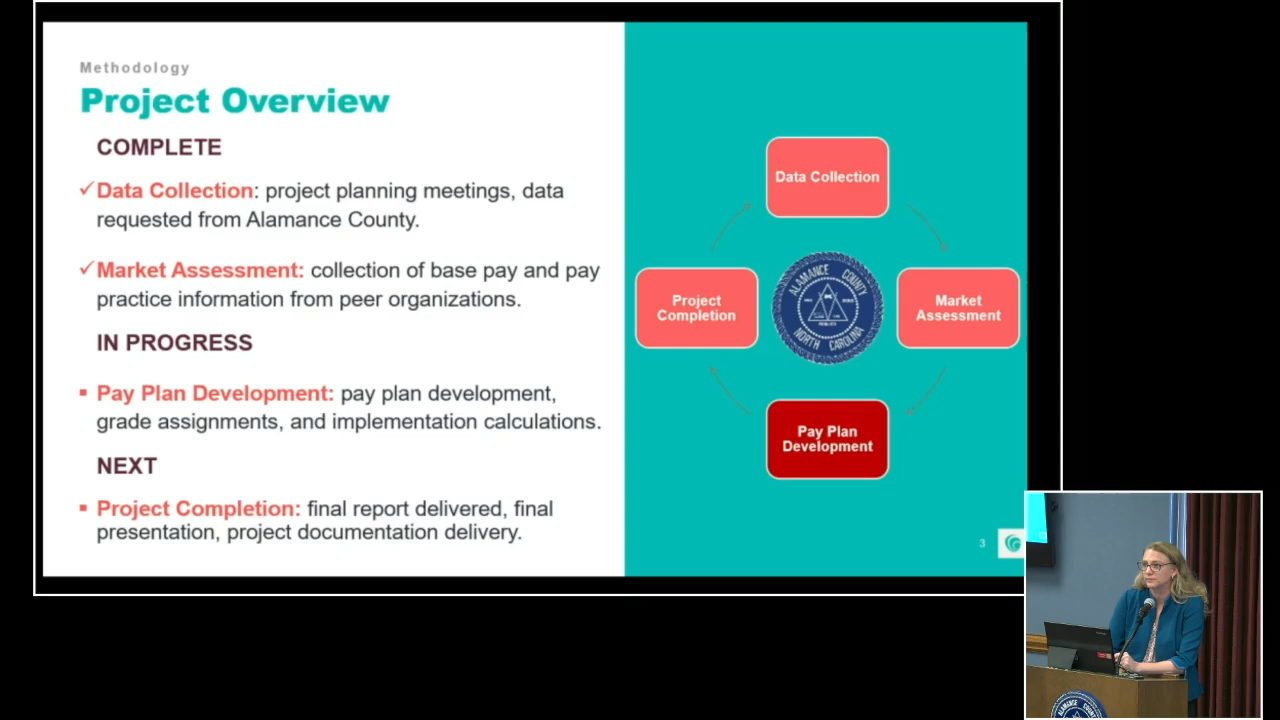 Methodology
Project Overview
COMPLETE
✓Data Collection: project planning meetings, data
requested from Alamance County.
✓Market Assessment: collection of base pay and pay
practice information from peer organizations.
IN PROGRESS
▪ Pay Plan Development: pay plan development,
grade assignments, and implementation calculations.
NEXT
▪ Project Completion: final report delivered, final
presentation, project documentation delivery.
Data Collection
Project
Completion
ALAMANCE COUNTY
NORTH CAROLINA
Market
Assessment
Pay Plan
Development
3
ALAMANCE COUNTY